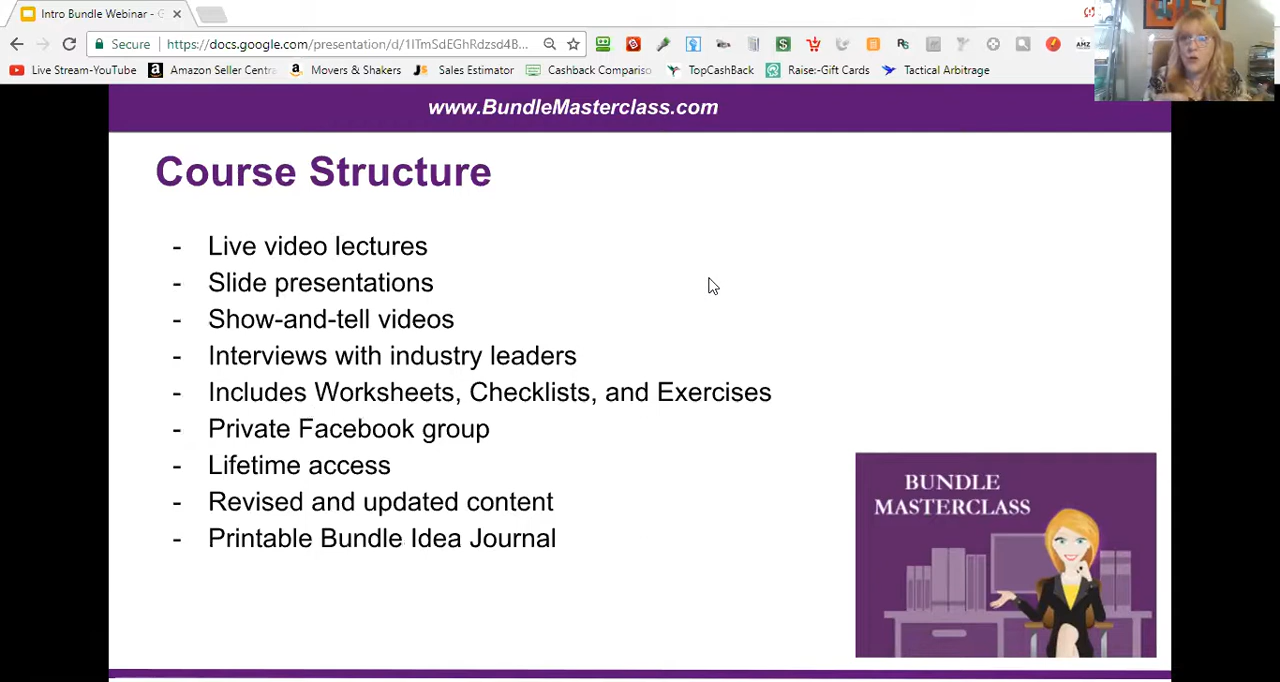 Intro Bundle Webinar - G
Secure
https://docs.google.com/presentation/d/1ITmSdEGhRdzsd4B...
Live Stream-YouTube
Amazon Seller Centra
Movers & Shakers
Sales Estimator
Cashback Compariso
TopCashBack
Raise:-Gift Cards
Tactical Arbitrage
www.BundleMasterclass.com
Course Structure
- Live video lectures
- Slide presentations
- Show-and-tell videos
- Interviews with industry leaders
- Includes Worksheets, Checklists, and Exercises
- Private Facebook group
- Lifetime access
- Revised and updated content
- Printable Bundle Idea Journal
BUNDLE
MASTERCLASS